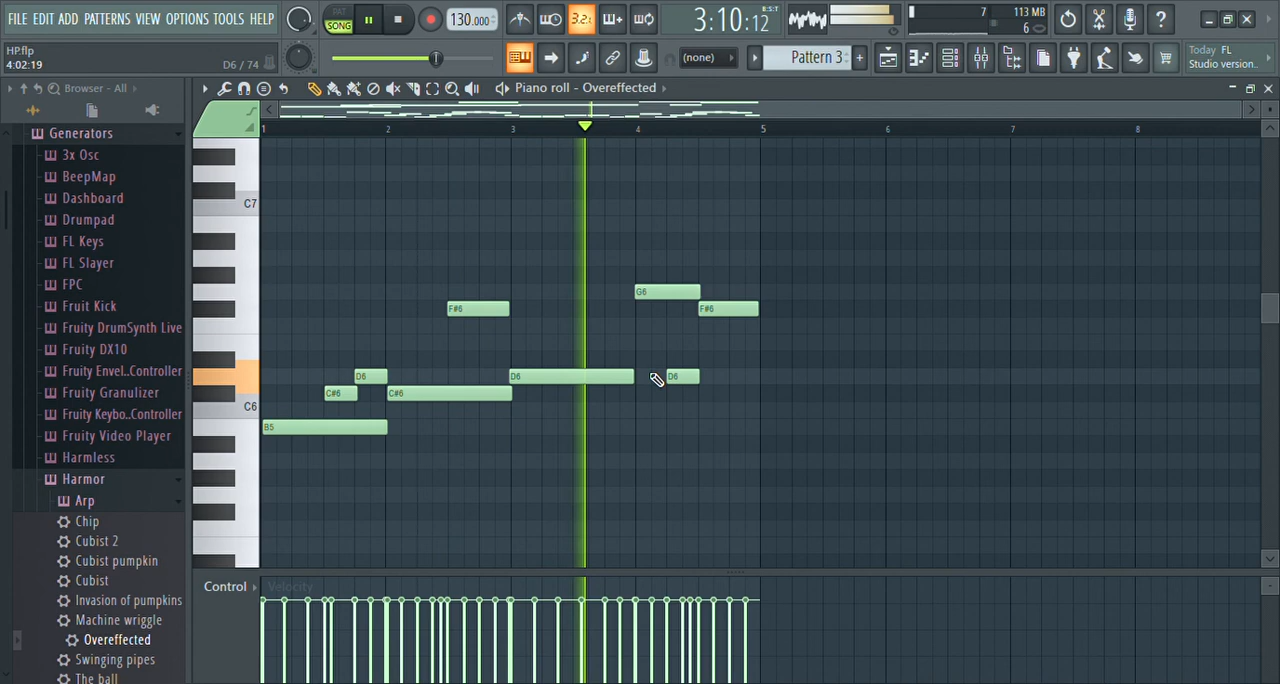 FILE EDIT ADD PATTERNS VIEW OPTIONS TOOLS HELP
PAT
SONG
130.000
3.2.
3:10:12
B:S:T
7
113 MB
6
HP.flp
4:02:19
D6 / 74
(none)
Pattern 3
+
Today FL
Studio version..
Browser - All
Piano roll - Overeffected
1 2 3 4 5 6 7 8
Generators
3x Osc
BeepMap
Dashboard
Drumpad
FL Keys
FL Slayer
FPC
Fruit Kick
Fruity DrumSynth Live
Fruity DX10
Fruity Envel..Controller
Fruity Granulizer
Fruity Keybo..Controller
Fruity Video Player
Harmless
Harmor
Arp
Chip
Cubist 2
Cubist pumpkin
Cubist
Invasion of pumpkins
Machine wriggle
Overeffected
Swinging pipes
The ball
C7
C6
G6
F#6
F#6
D6
D6
D6
C#6
C#6
B5
Control
Velocity